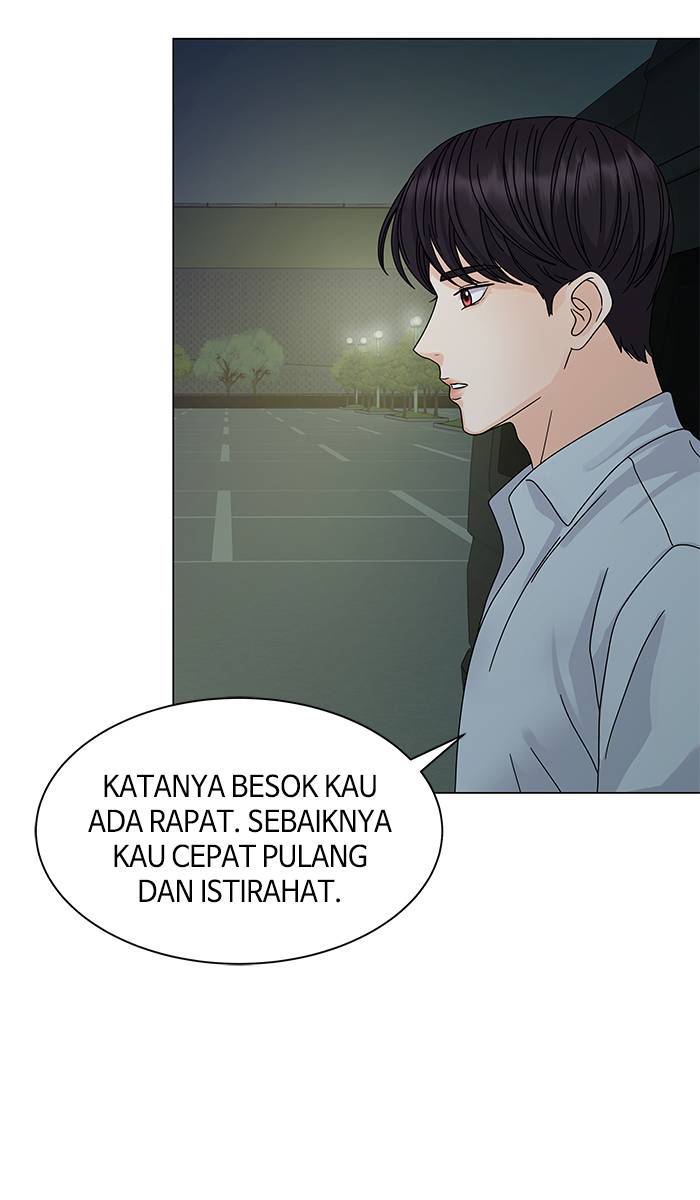 KATANYA BESOK KAU
ADA RAPAT. SEBAIKNYA
KAU CEPAT PULANG
DAN ISTIRAHAT.